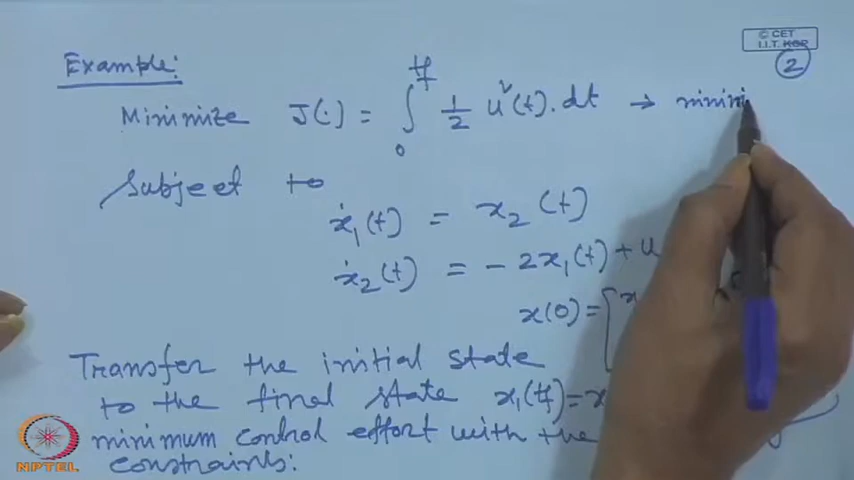 © CET
I.I.T. KGP
2
Example:
Minimize J(.) = ∫₀^tf 1/2 u²(t).dt → minimi
Subject to
ẋ₁(t) = x₂(t)
ẋ₂(t) = - 2x₁(t) + u
x(0) = [
Transfer the initial state
to the final state x₁(tf)=
minimum control effort with the
constraints:
NPTEL